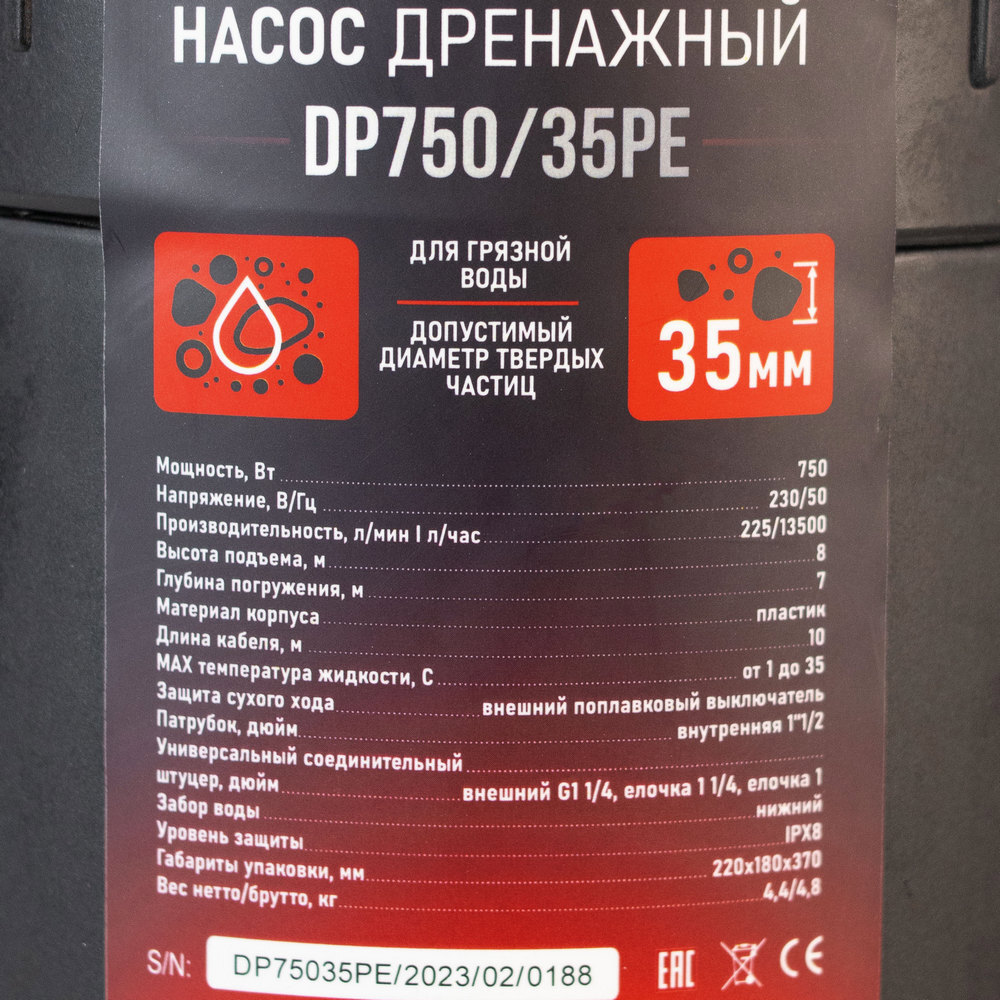 НАСОС ДРЕНАЖНЫЙ
DP750/35PE
ДЛЯ ГРЯЗНОЙ
ВОДЫ
ДОПУСТИМЫЙ
ДИАМЕТР ТВЕРДЫХ
ЧАСТИЦ
35мм
Мощность, Вт 750
Напряжение, В/Гц 230/50
Производительность, л/мин I л/час 225/13500
Высота подъема, м 8
Глубина погружения, м 7
Материал корпуса пластик
Длина кабеля, м 10
MAX температура жидкости, С от 1 до 35
Защита сухого хода внешний поплавковый выключатель
Патрубок, дюйм внутренняя 1"1/2
Универсальный соединительный
штуцер, дюйм внешний G1 1/4, елочка 1 1/4, елочка 1
Забор воды нижний
Уровень защиты IPX8
Габариты упаковки, мм 220x180x370
Вес нетто/брутто, кг 4,4/4,8
S/N: DP75035PE/2023/02/0188 EAC CE